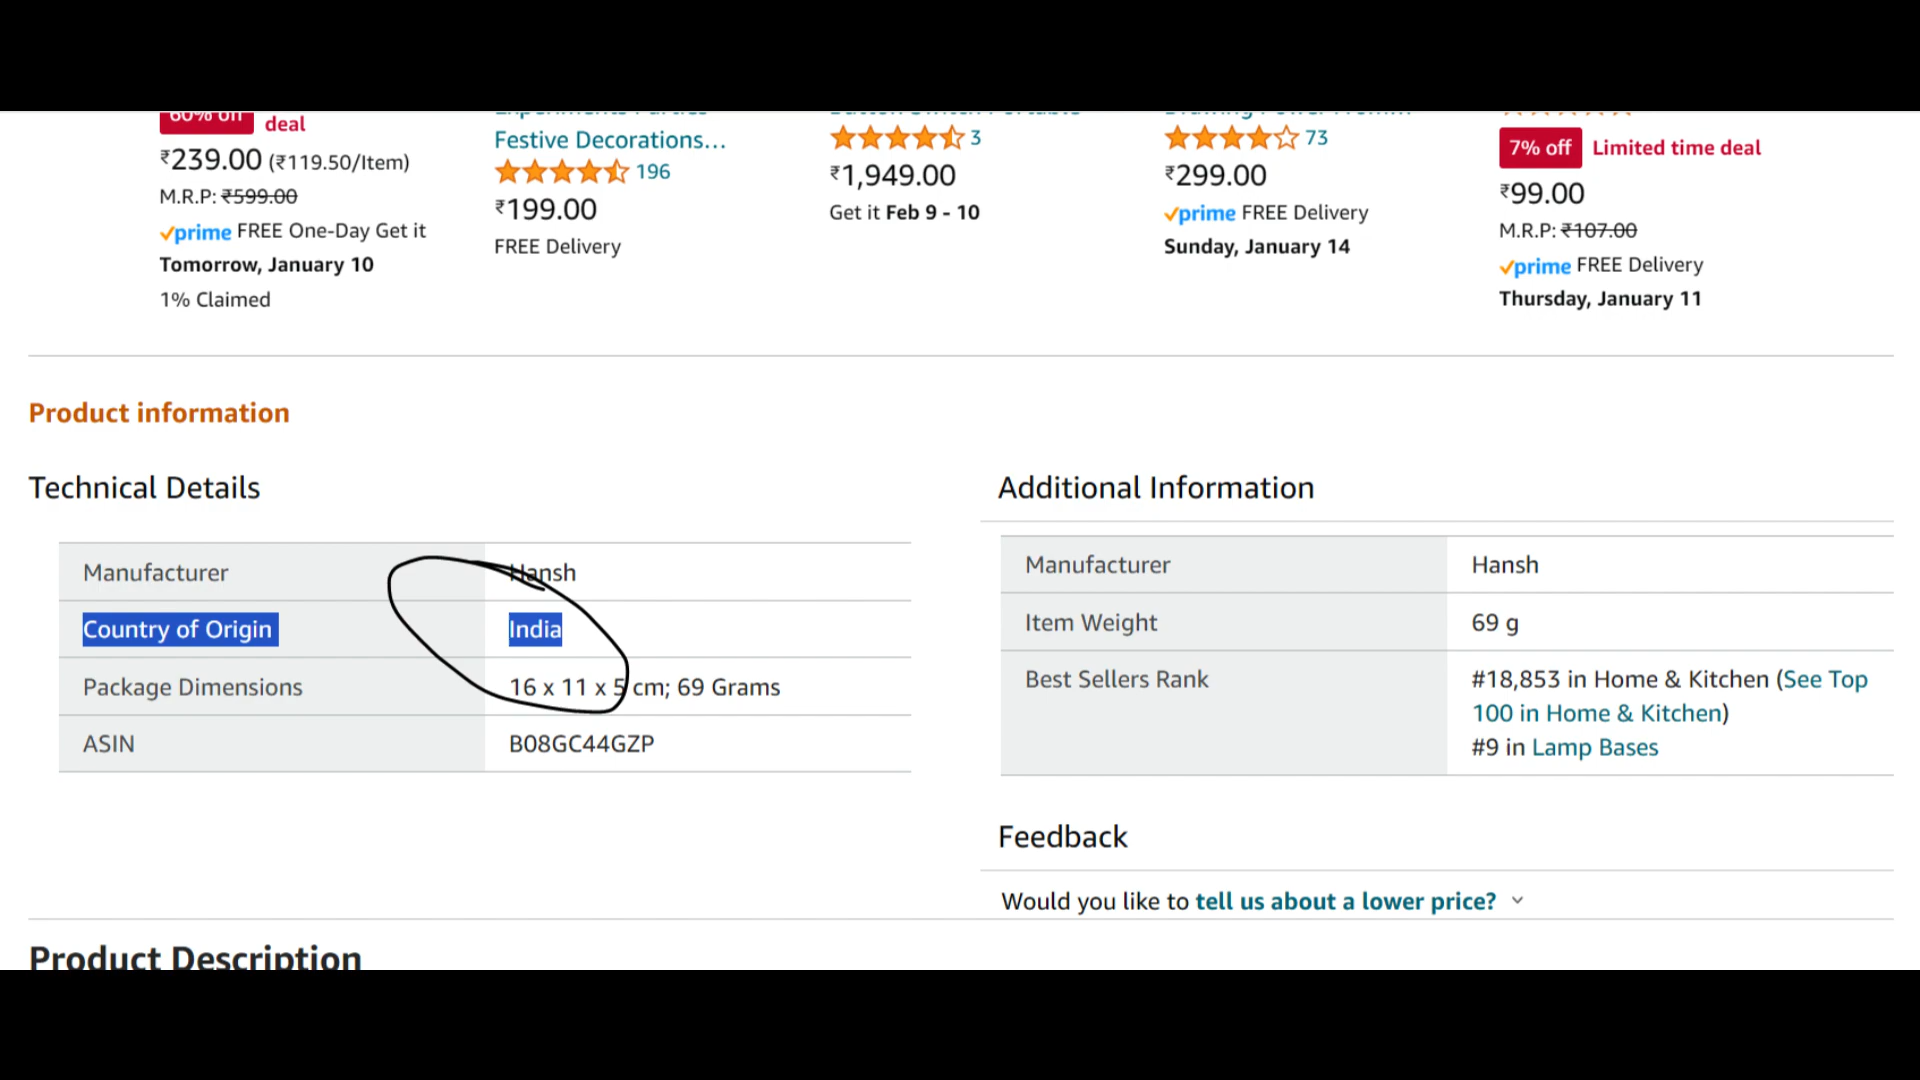 60% off deal
₹239.00 (₹119.50/Item)
M.R.P: ₹599.00
prime FREE One-Day Get it
Tomorrow, January 10
1% Claimed
Festive Decorations...
196
₹199.00
FREE Delivery
3
₹1,949.00
Get it Feb 9 - 10
73
₹299.00
prime FREE Delivery
Sunday, January 14
7% off Limited time deal
₹99.00
M.R.P: ₹107.00
prime FREE Delivery
Thursday, January 11
Product information
Technical Details
Manufacturer Hansh
Country of Origin India
Package Dimensions 16 x 11 x 5 cm; 69 Grams
ASIN B08GC44GZP
Additional Information
Manufacturer Hansh
Item Weight 69 g
Best Sellers Rank #18,853 in Home & Kitchen (See Top
100 in Home & Kitchen)
#9 in Lamp Bases
Feedback
Would you like to tell us about a lower price?
Product Description